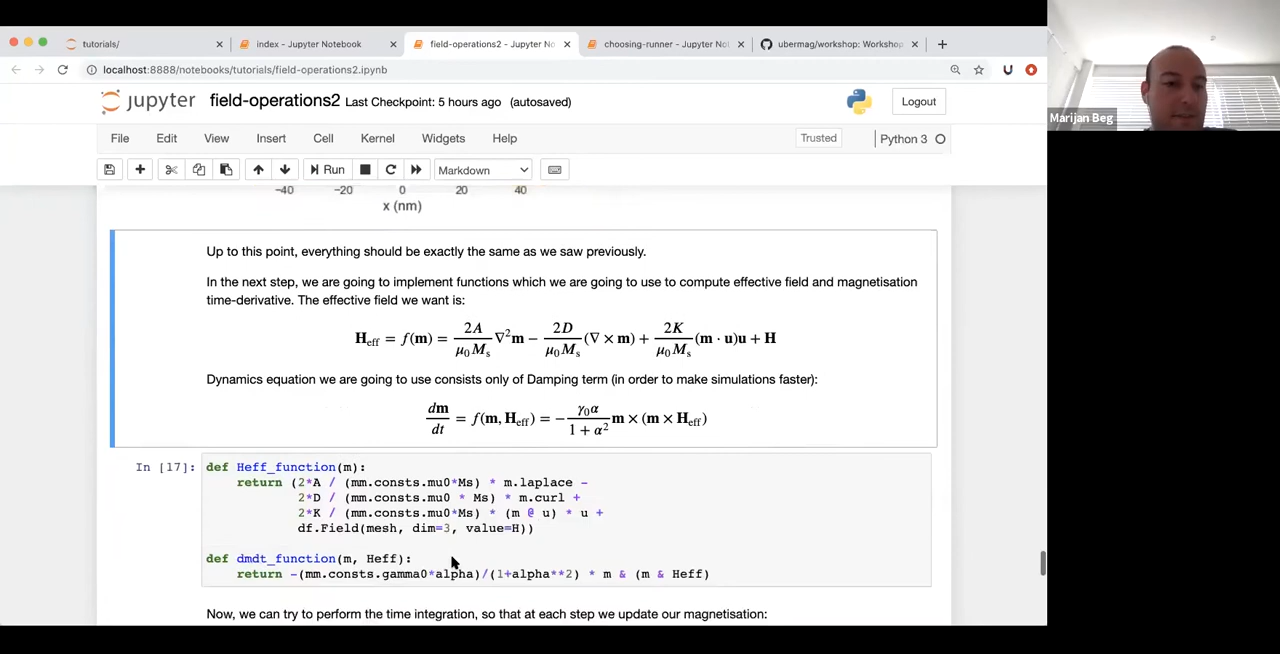 tutorials/
index - Jupyter Notebook
field-operations2 - Jupyter No
choosing-runner - Jupyter Not
ubermag/workshop: Workshop
localhost:8888/notebooks/tutorials/field-operations2.ipynb
jupyter field-operations2 Last Checkpoint: 5 hours ago (autosaved)
Logout
File Edit View Insert Cell Kernel Widgets Help
Trusted Python 3
Run Markdown
-40 -20 0 20 40
x (nm)
Up to this point, everything should be exactly the same as we saw previously.
In the next step, we are going to implement functions which we are going to use to compute effective field and magnetisation
time-derivative. The effective field we want is:
H_eff = f(m) = 2A/(μ₀M_s) ∇²m − 2D/(μ₀M_s) (∇ × m) + 2K/(μ₀M_s) (m · u)u + H
Dynamics equation we are going to use consists only of Damping term (in order to make simulations faster):
dm/dt = f(m, H_eff) = − γ₀α/(1 + α²) m × (m × H_eff)
In [17]: def Heff_function(m):
return (2*A / (mm.consts.mu0*Ms) * m.laplace -
2*D / (mm.consts.mu0 * Ms) * m.curl +
2*K / (mm.consts.mu0*Ms) * (m @ u) * u +
df.Field(mesh, dim=3, value=H))
def dmdt_function(m, Heff):
return -(mm.consts.gamma0*alpha)/(1+alpha**2) * m & (m & Heff)
Now, we can try to perform the time integration, so that at each step we update our magnetisation:
Marijan Beg